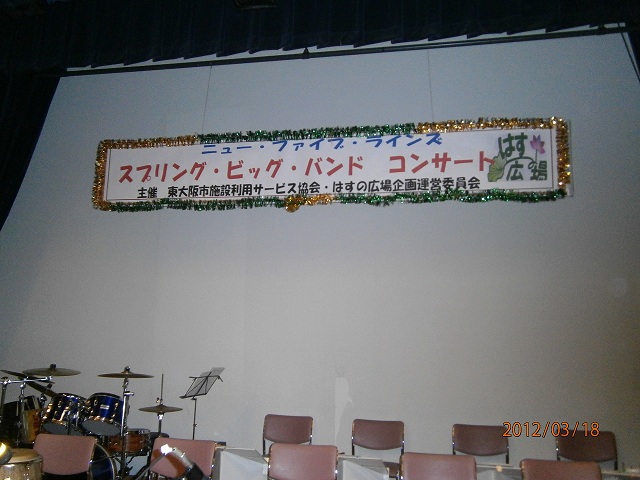 ニュー・ファイブ・ラインズ
スプリング・ビッグ・バンド コンサート
主催 東大阪市施設利用サービス協会・はすの広場企画運営委員会
はすの
広場
2012/03/18